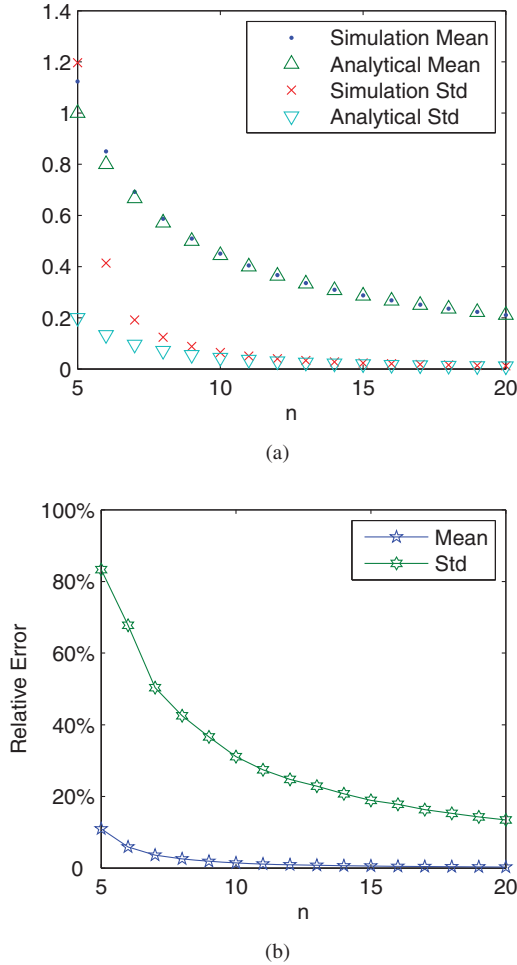 1.4
1.2
1
0.8
0.6
0.4
0.2
0
5
10
15
20
n
Simulation Mean
Analytical Mean
Simulation Std
Analytical Std
(a)
100%
80%
60%
40%
20%
0
5
10
15
20
n
Relative Error
Mean
Std
(b)